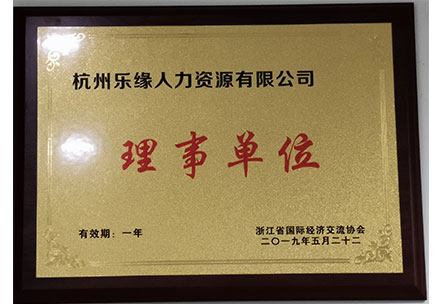 杭州乐缘人力资源有限公司
理事单位
有效期：一年
浙江省国际经济交流协会
二〇一九年五月二十二